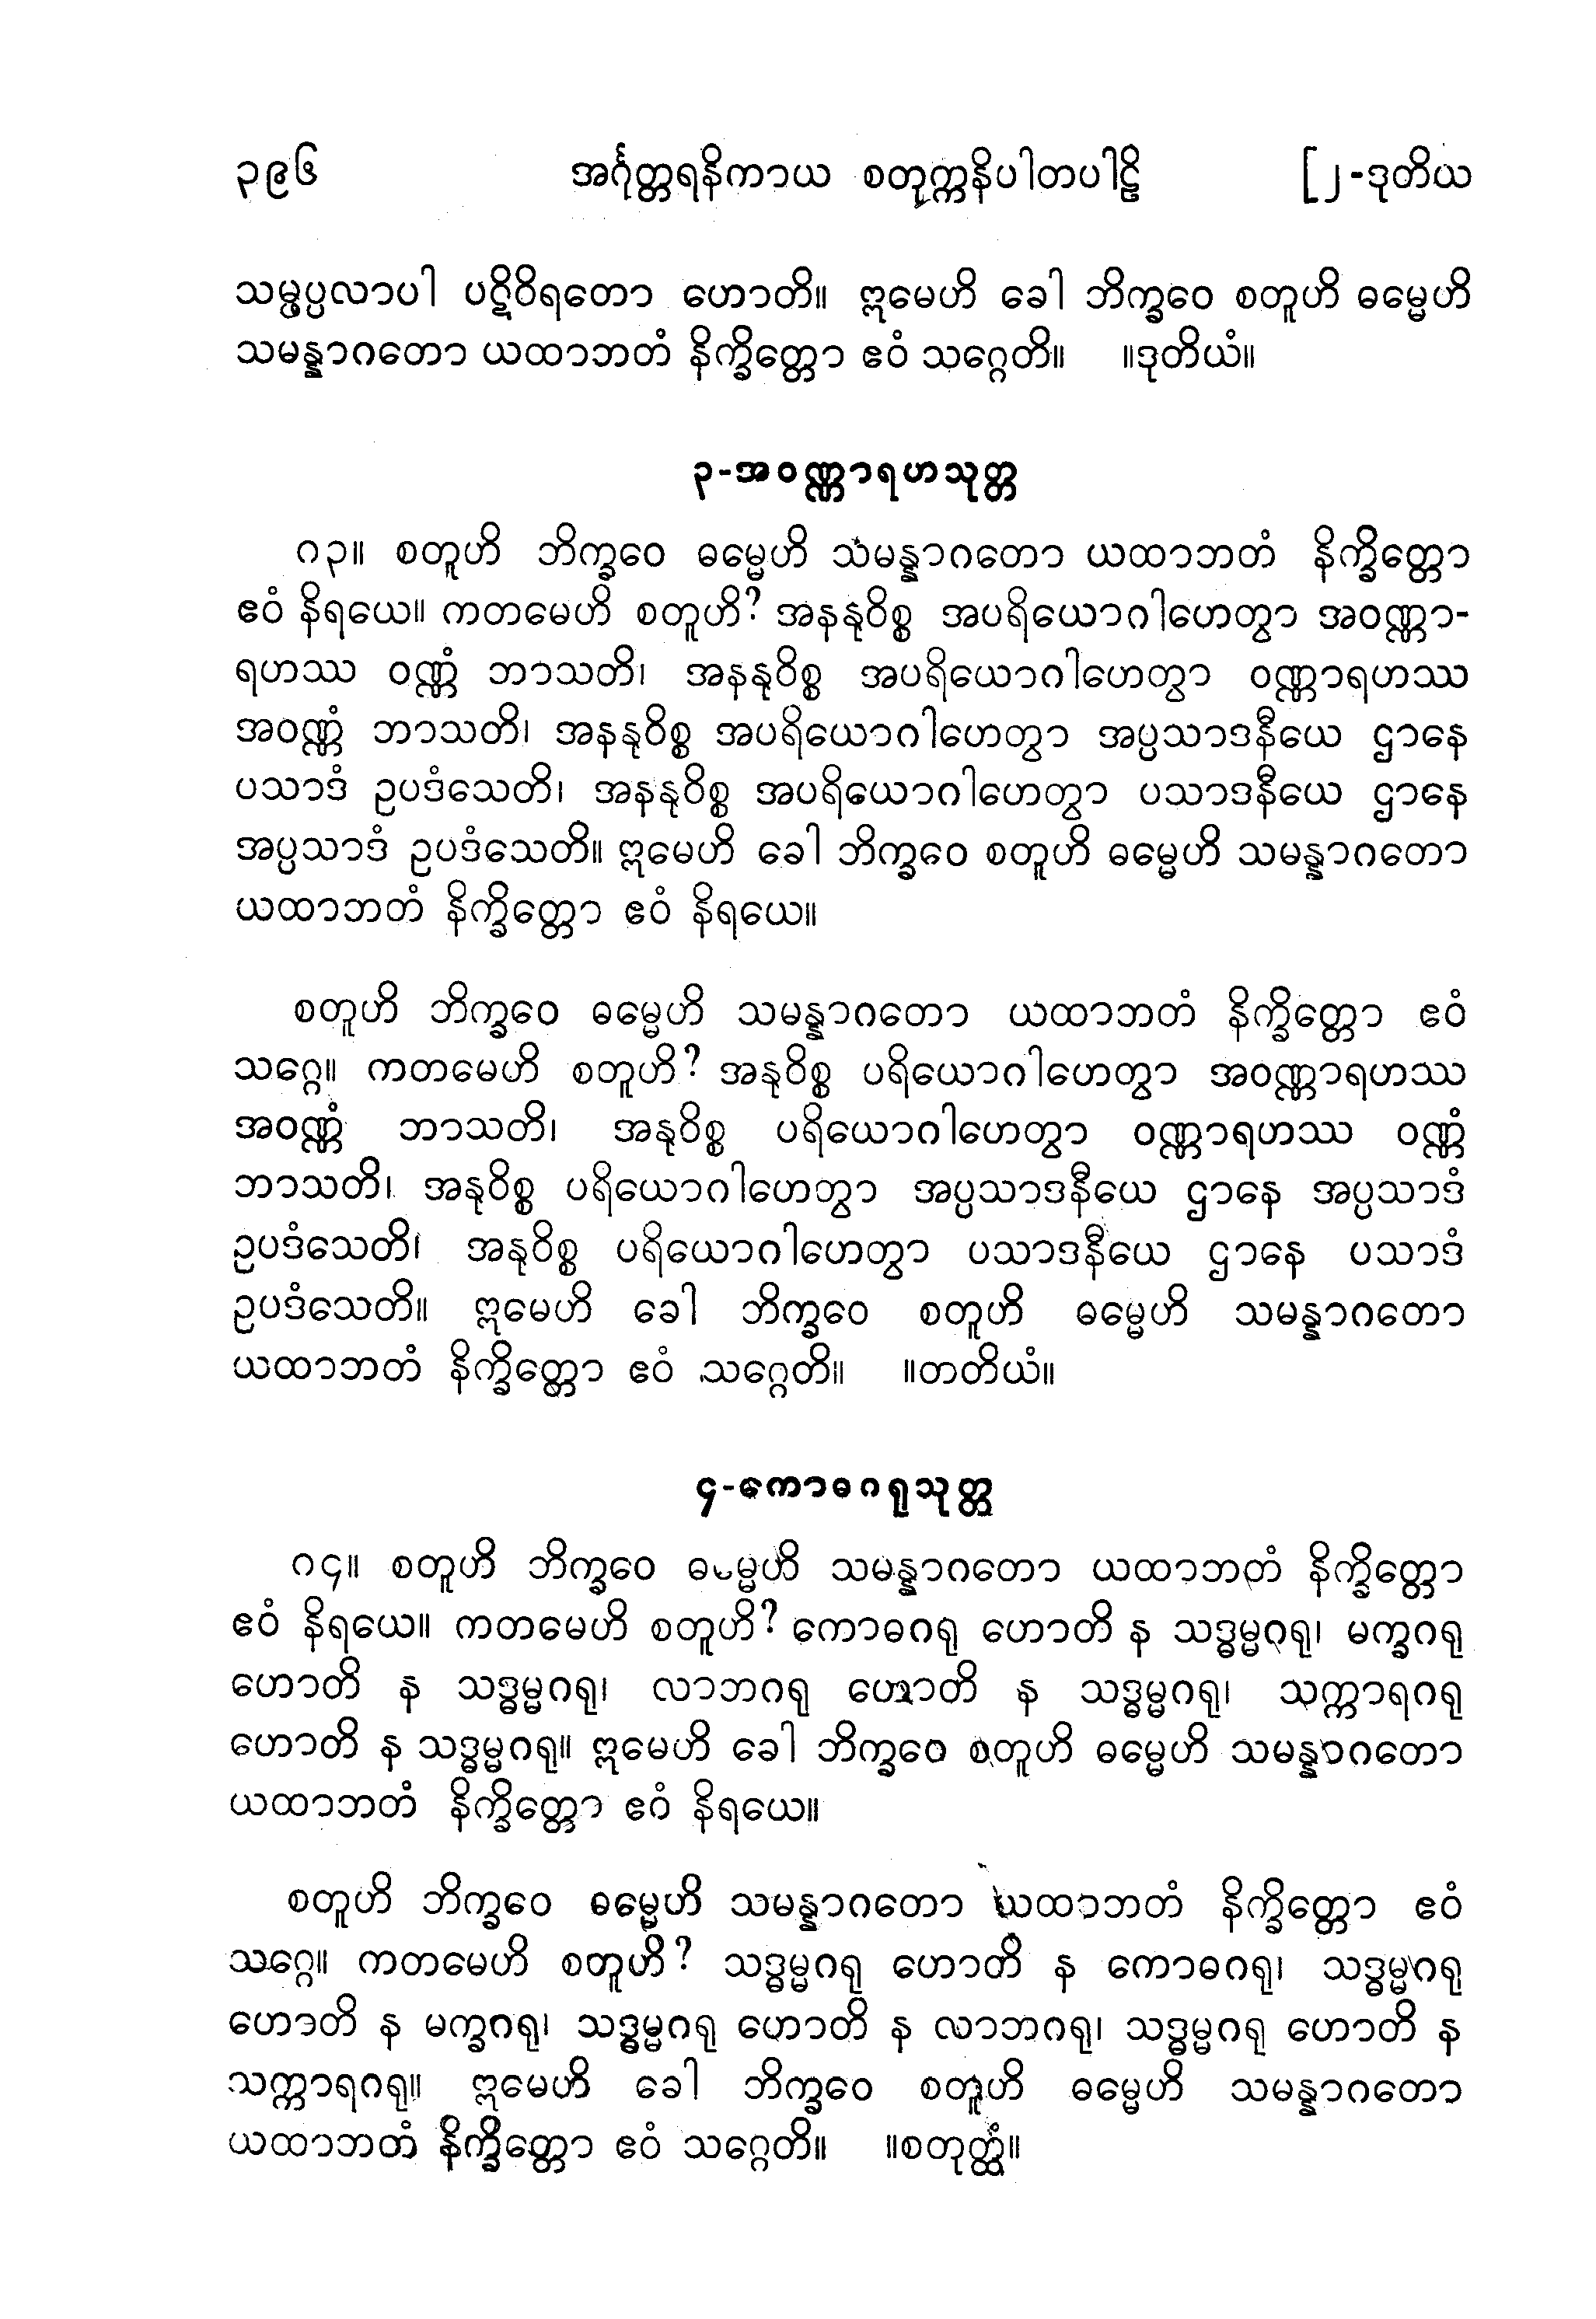 ၃၉၆ အင်္ဂုတ္တရနိကာယ စတုက္ကနိပါတပါဠိ [၂-ဒုတိယ
သမ္ဖပ္ပလာပါ ပဋိဝိရတော ဟောတိ။ ဣမေဟိ ခေါ ဘိက္ခဝေ စတူဟိ ဓမ္မေဟိ
သမန္နာဂတော ယထာဘတံ နိက္ခိတ္တော ဧဝံ သဂ္ဂေတိ။ ။ဒုတိယံ။
၃-အဝဏ္ဏာရဟသုတ္တ
ဂ၃။ စတူဟိ ဘိက္ခဝေ ဓမ္မေဟိ သမန္နာဂတော ယထာဘတံ နိက္ခိတ္တော
ဧဝံ နိရယေ။ ကတမေဟိ စတူဟိ? အနနုဝိစ္စ အပရိယောဂါဟေတွာ အဝဏ္ဏာ-
ရဟဿ ဝဏ္ဏံ ဘာသတိ၊ အနနုဝိစ္စ အပရိယောဂါဟေတွာ ဝဏ္ဏာရဟဿ
အဝဏ္ဏံ ဘာသတိ၊ အနနုဝိစ္စ အပရိယောဂါဟေတွာ အပ္ပသာဒနီယေ ဌာနေ
ပသာဒံ ဥပဒံသေတိ၊ အနနုဝိစ္စ အပရိယောဂါဟေတွာ ပသာဒနီယေ ဌာနေ
အပ္ပသာဒံ ဥပဒံသေတိ။ ဣမေဟိ ခေါ ဘိက္ခဝေ စတူဟိ ဓမ္မေဟိ သမန္နာဂတော
ယထာဘတံ နိက္ခိတ္တော ဧဝံ နိရယေ။
စတူဟိ ဘိက္ခဝေ ဓမ္မေဟိ သမန္နာဂတော ယထာဘတံ နိက္ခိတ္တော ဧဝံ
သဂ္ဂေ။ ကတမေဟိ စတူဟိ? အနုဝိစ္စ ပရိယောဂါဟေတွာ အဝဏ္ဏာရဟဿ
အဝဏ္ဏံ ဘာသတိ၊ အနုဝိစ္စ ပရိယောဂါဟေတွာ ဝဏ္ဏာရဟဿ ဝဏ္ဏံ
ဘာသတိ၊ အနုဝိစ္စ ပရိယောဂါဟေတွာ အပ္ပသာဒနီယေ ဌာနေ အပ္ပသာဒံ
ဥပဒံသေတိ၊ အနုဝိစ္စ ပရိယောဂါဟေတွာ ပသာဒနီယေ ဌာနေ ပသာဒံ
ဥပဒံသေတိ။ ဣမေဟိ ခေါ ဘိက္ခဝေ စတူဟိ ဓမ္မေဟိ သမန္နာဂတော
ယထာဘတံ နိက္ခိတ္တော ဧဝံ သဂ္ဂေတိ။ ။တတိယံ။
၄-ကောဓဂရုသုတ္တ
ဂ၄။ စတူဟိ ဘိက္ခဝေ ဓမ္မေဟိ သမန္နာဂတော ယထာဘတံ နိက္ခိတ္တော
ဧဝံ နိရယေ။ ကတမေဟိ စတူဟိ? ကောဓဂရု ဟောတိ န သဒ္ဓမ္မဂရု၊ မက္ခဂရု
ဟောတိ န သဒ္ဓမ္မဂရု၊ လာဘဂရု ဟောတိ န သဒ္ဓမ္မဂရု၊ သက္ကာရဂရု
ဟောတိ န သဒ္ဓမ္မဂရု။ ဣမေဟိ ခေါ ဘိက္ခဝေ စတူဟိ ဓမ္မေဟိ သမန္နာဂတော
ယထာဘတံ နိက္ခိတ္တော ဧဝံ နိရယေ။
စတူဟိ ဘိက္ခဝေ ဓမ္မေဟိ သမန္နာဂတော ယထာဘတံ နိက္ခိတ္တော ဧဝံ
သဂ္ဂေ။ ကတမေဟိ စတူဟိ? သဒ္ဓမ္မဂရု ဟောတိ န ကောဓဂရု၊ သဒ္ဓမ္မဂရု
ဟောတိ န မက္ခဂရု၊ သဒ္ဓမ္မဂရု ဟောတိ န လာဘဂရု၊ သဒ္ဓမ္မဂရု ဟောတိ န
သက္ကာရဂရု။ ဣမေဟိ ခေါ ဘိက္ခဝေ စတူဟိ ဓမ္မေဟိ သမန္နာဂတော
ယထာဘတံ နိက္ခိတ္တော ဧဝံ သဂ္ဂေတိ။ ။စတုတ္ထံ။